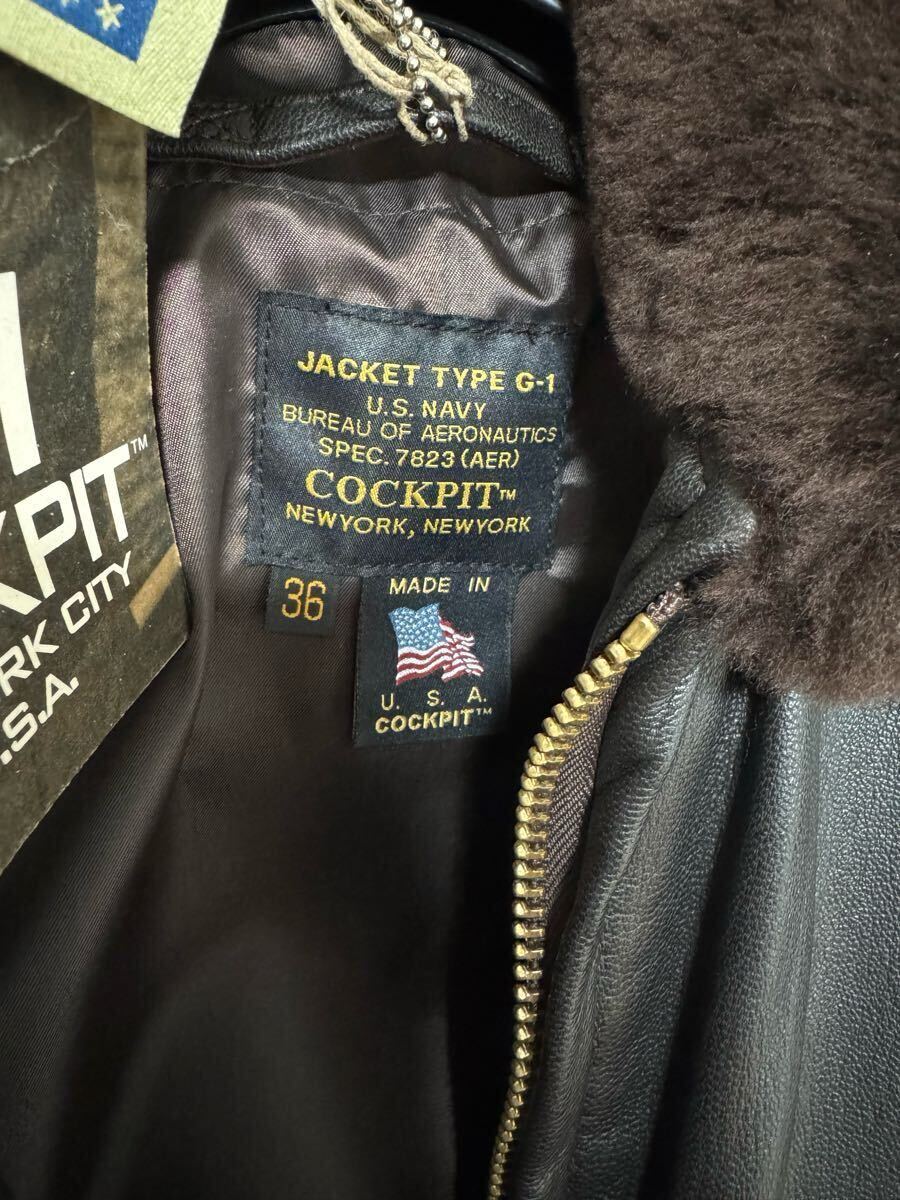 JACKET TYPE G-1
U.S. NAVY
BUREAU OF AERONAUTICS
SPEC. 7823 (AER)
COCKPIT™
NEWYORK, NEWYORK
36
MADE IN
U. S. A.
COCKPIT™
KPIT™
RK CITY
.S.A.